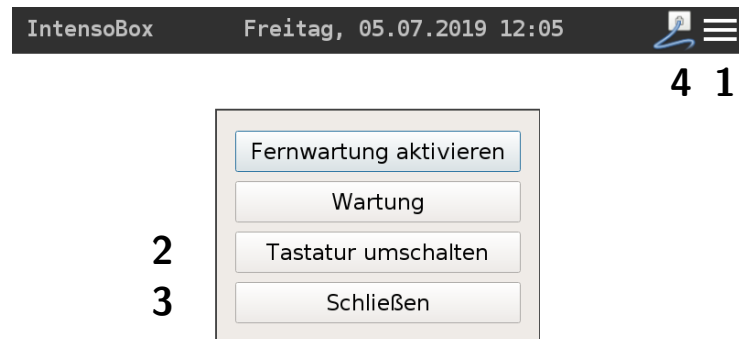 IntensoBox Freitag, 05.07.2019 12:05
4 1
Fernwartung aktivieren
Wartung
2 Tastatur umschalten
3 Schließen